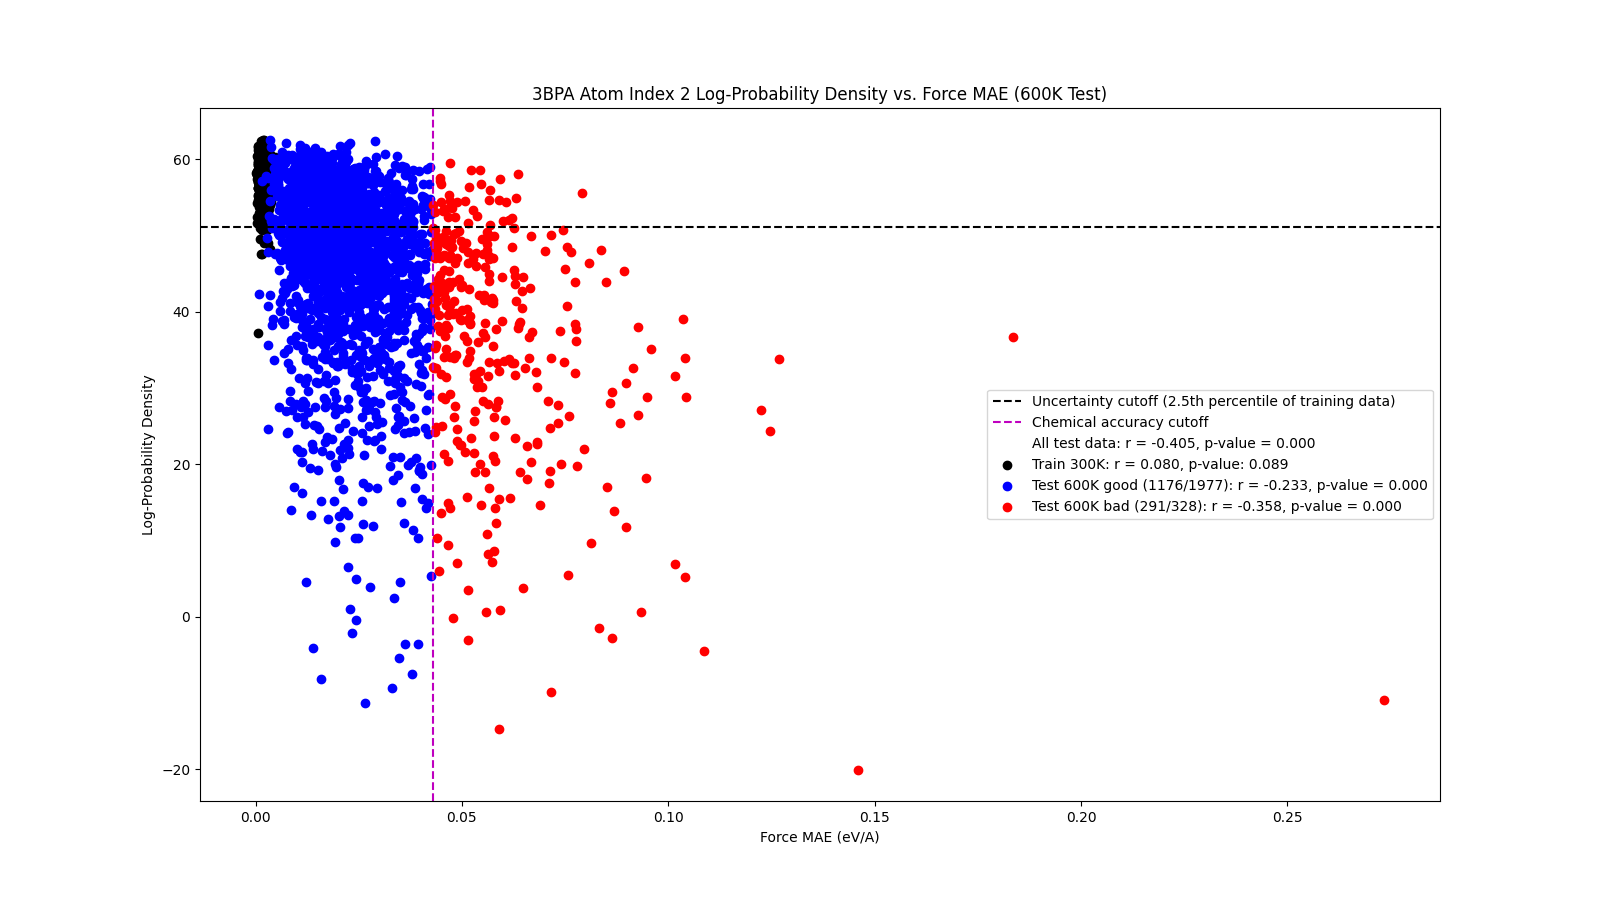 3BPA Atom Index 2 Log-Probability Density vs. Force MAE (600K Test)
60
40
20
0
−20
Log-Probability Density
Uncertainty cutoff (2.5th percentile of training data)
Chemical accuracy cutoff
All test data: r = -0.405, p-value = 0.000
Train 300K: r = 0.080, p-value: 0.089
Test 600K good (1176/1977): r = -0.233, p-value = 0.000
Test 600K bad (291/328): r = -0.358, p-value = 0.000
0.00 0.05 0.10 0.15 0.20 0.25
Force MAE (eV/A)